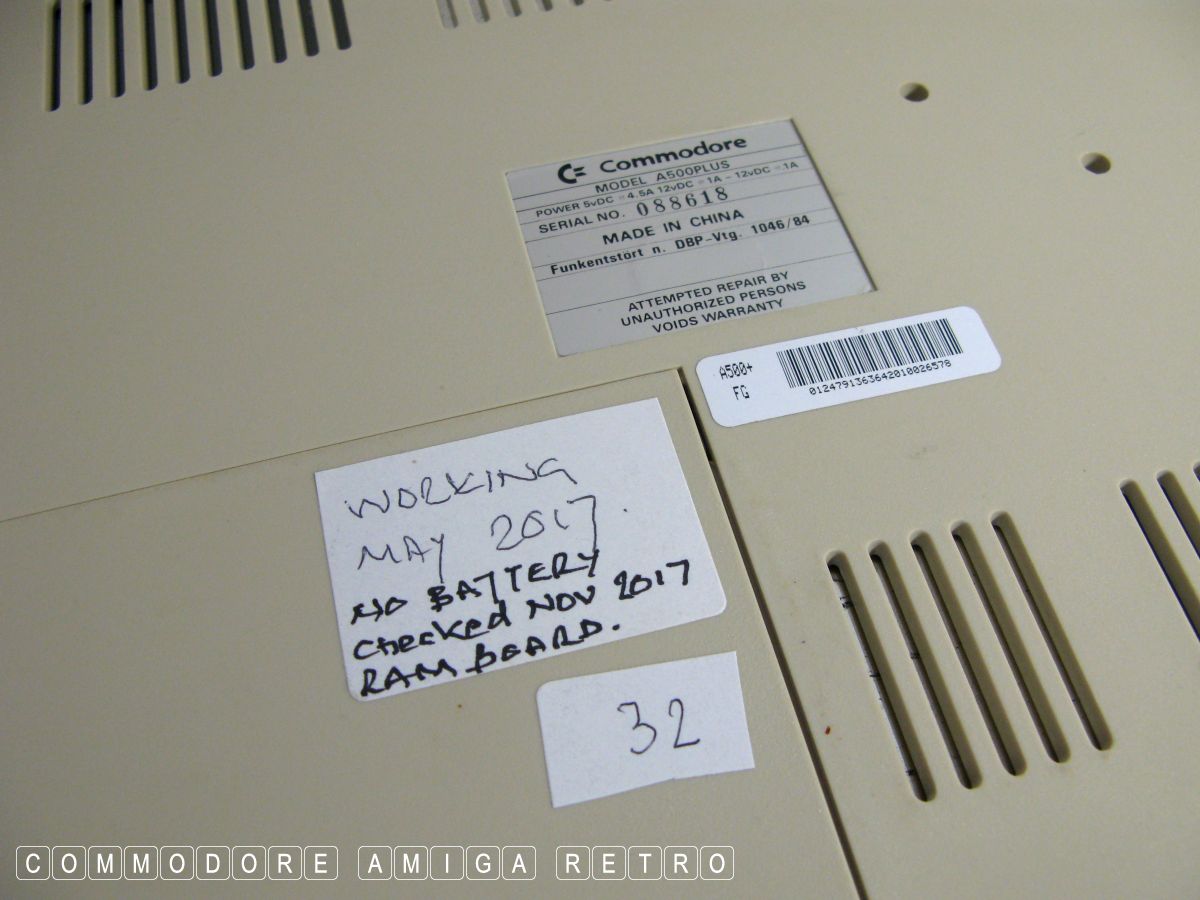 Commodore
MODEL A500PLUS
POWER 5vDC = 4.5A 12vDC = 1A - 12vDC = .1A
SERIAL NO. 088618
MADE IN CHINA
Funkentstört n. DBP-Vtg. 1046/84
ATTEMPTED REPAIR BY
UNAUTHORIZED PERSONS
VOIDS WARRANTY
A500+
FG
0124791363642010026578
WORKING
MAY 2017.
NO BATTERY
checked NOV 2017
RAM BOARD.
32
COMMODORE AMIGA RETRO